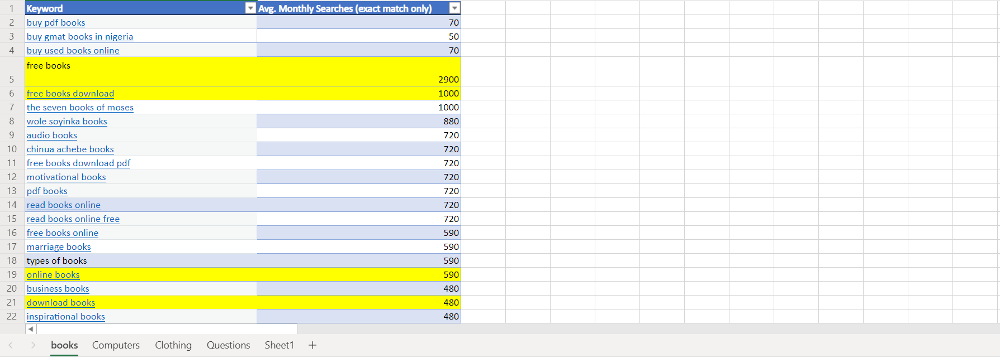 1 Keyword Avg. Monthly Searches (exact match only)
2 buy pdf books 70
3 buy gmat books in nigeria 50
4 buy used books online 70
5 free books 2900
6 free books download 1000
7 the seven books of moses 1000
8 wole soyinka books 880
9 audio books 720
10 chinua achebe books 720
11 free books download pdf 720
12 motivational books 720
13 pdf books 720
14 read books online 720
15 read books online free 720
16 free books online 590
17 marriage books 590
18 types of books 590
19 online books 590
20 business books 480
21 download books 480
22 inspirational books 480
books Computers Clothing Questions Sheet1 +